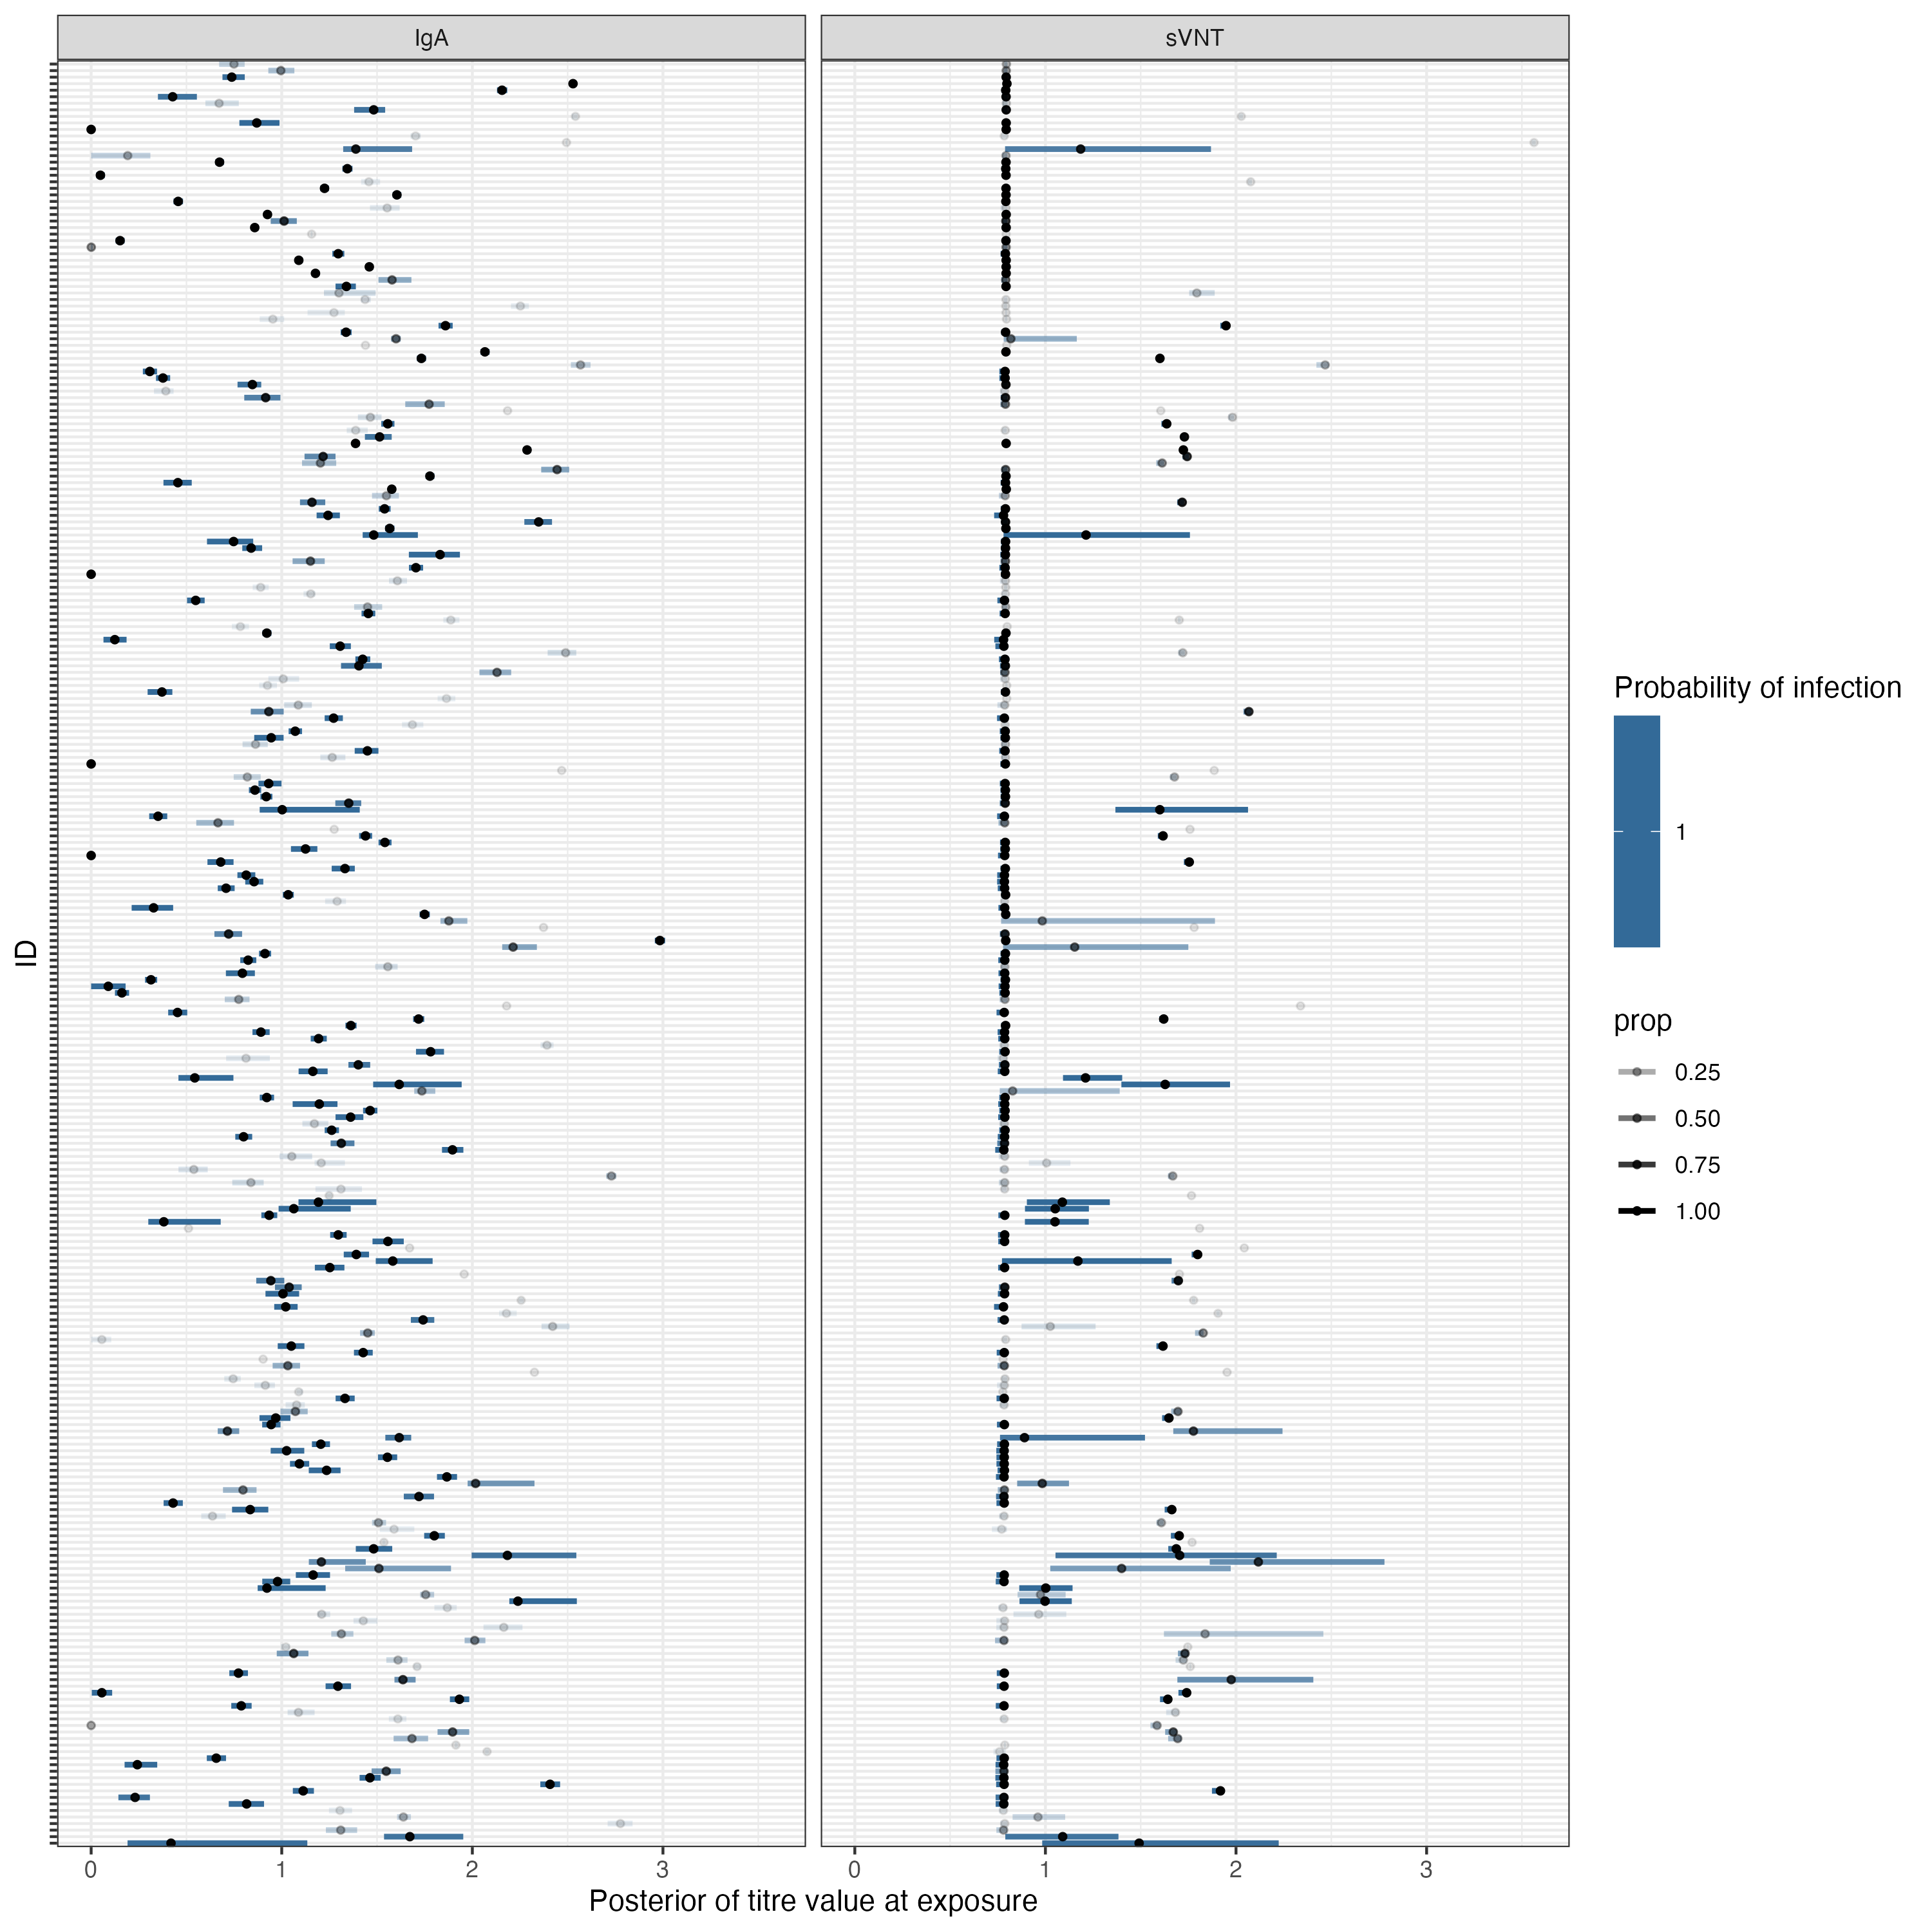 IgA
sVNT
ID
0
1
2
3
0
1
2
3
Posterior of titre value at exposure
Probability of infection
1
prop
0.25
0.50
0.75
1.00